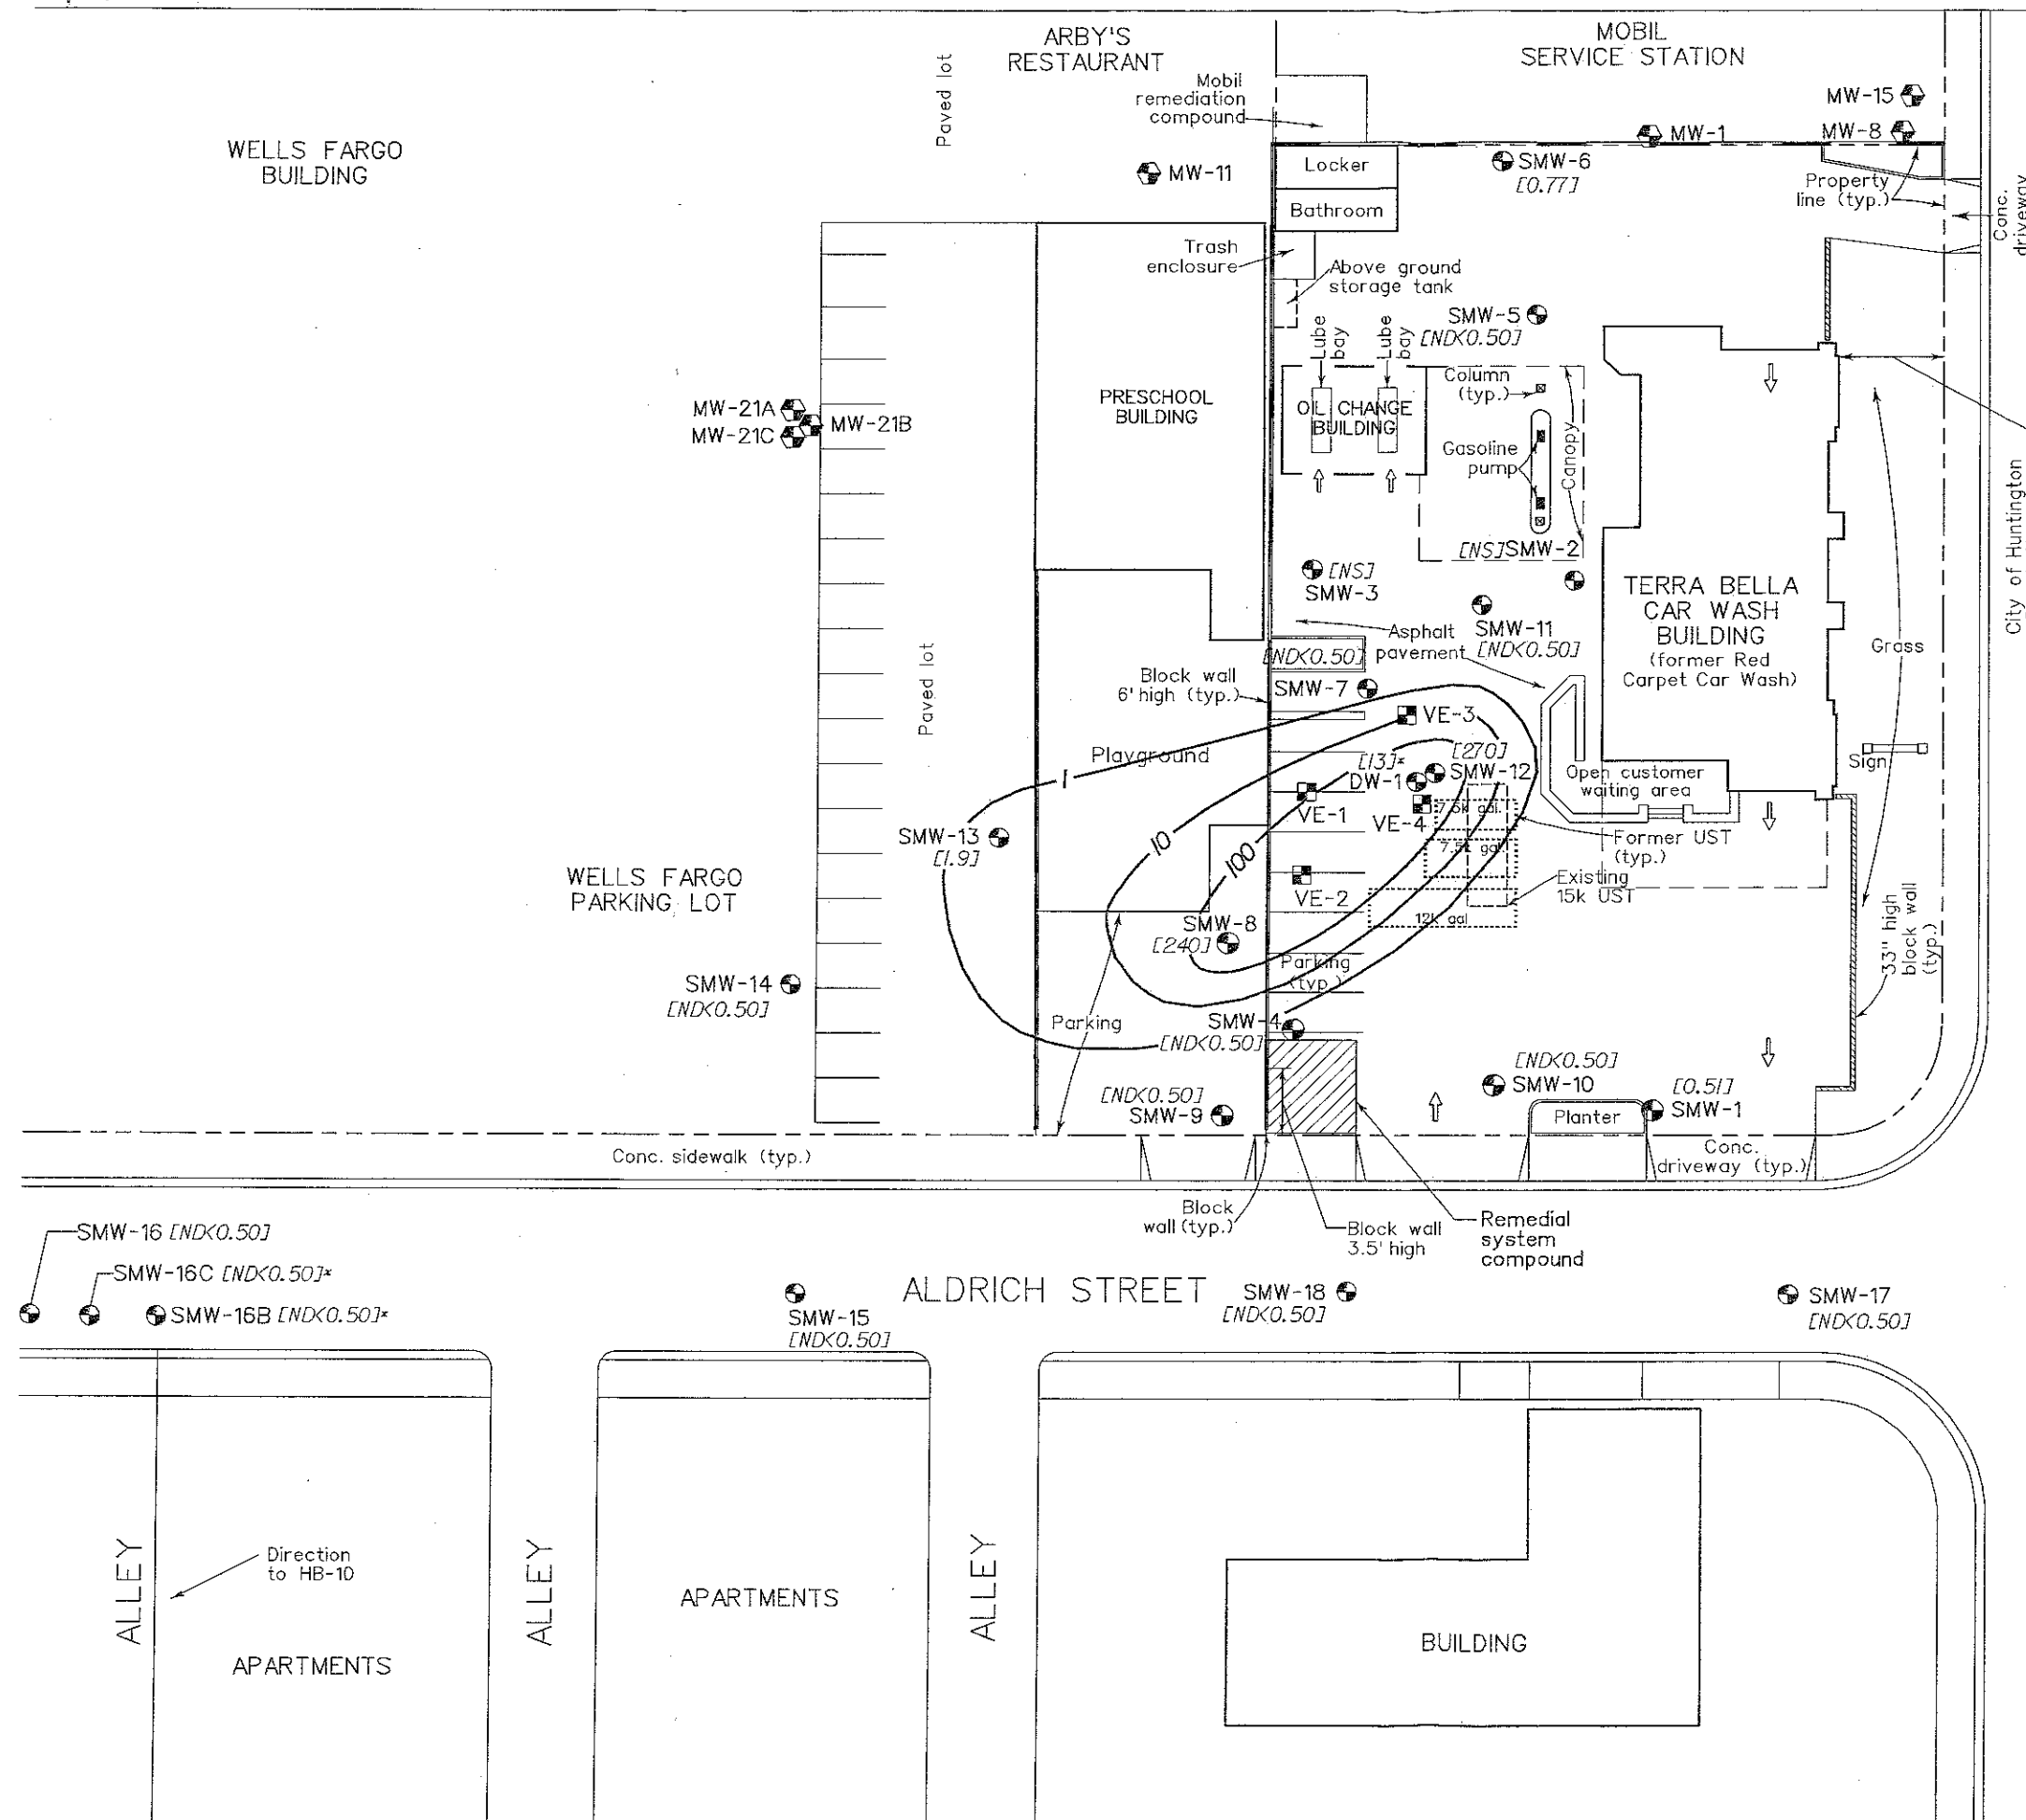 ARBY'S
RESTAURANT
MOBIL
SERVICE STATION
Paved lot
Mobil
remediation
compound
MW-15
MW-8
MW-1
WELLS FARGO
BUILDING
MW-11
SMW-6
[0.77]
Locker
Bathroom
Property
line (typ.)
Conc.
driveway
Trash
enclosure
Above ground
storage tank
SMW-5
[ND<0.50]
Lube
bay
Lube
bay
Column
(typ.)
PRESCHOOL
BUILDING
OIL CHANGE
BUILDING
MW-21A
MW-21B
MW-21C
Gasoline
pump
Canopy
City of Huntington
[NS] SMW-2
[NS]
SMW-3
TERRA BELLA
CAR WASH
BUILDING
(former Red
Carpet Car Wash)
SMW-11
[ND<0.50]
Asphalt
pavement
Grass
Paved lot
[ND<0.50]
SMW-7
Block wall
6' high (typ.)
VE-3
Playground
1
[13]*
[270]
DW-1
SMW-12
Sign
Open customer
waiting area
VE-1
VE-4
7.5k gal.
SMW-13
[1.9]
10
100
7.5k gal.
Former UST
(typ.)
WELLS FARGO
PARKING LOT
VE-2
Existing
15k UST
12k gal
SMW-8
[240]
33" high
block wall
(typ.)
Parking
(typ.)
SMW-14
[ND<0.50]
Parking
SMW-4
[ND<0.50]
[ND<0.50]
SMW-10
[0.51]
SMW-1
[ND<0.50]
SMW-9
Planter
Conc. sidewalk (typ.)
Conc.
driveway (typ.)
Block
wall (typ.)
Block wall
3.5' high
Remedial
system
compound
SMW-16 [ND<0.50]
SMW-16C [ND<0.50]*
SMW-16B [ND<0.50]*
SMW-15
[ND<0.50]
ALDRICH STREET
SMW-18
[ND<0.50]
SMW-17
[ND<0.50]
ALLEY
Direction
to HB-10
APARTMENTS
ALLEY
APARTMENTS
ALLEY
BUILDING